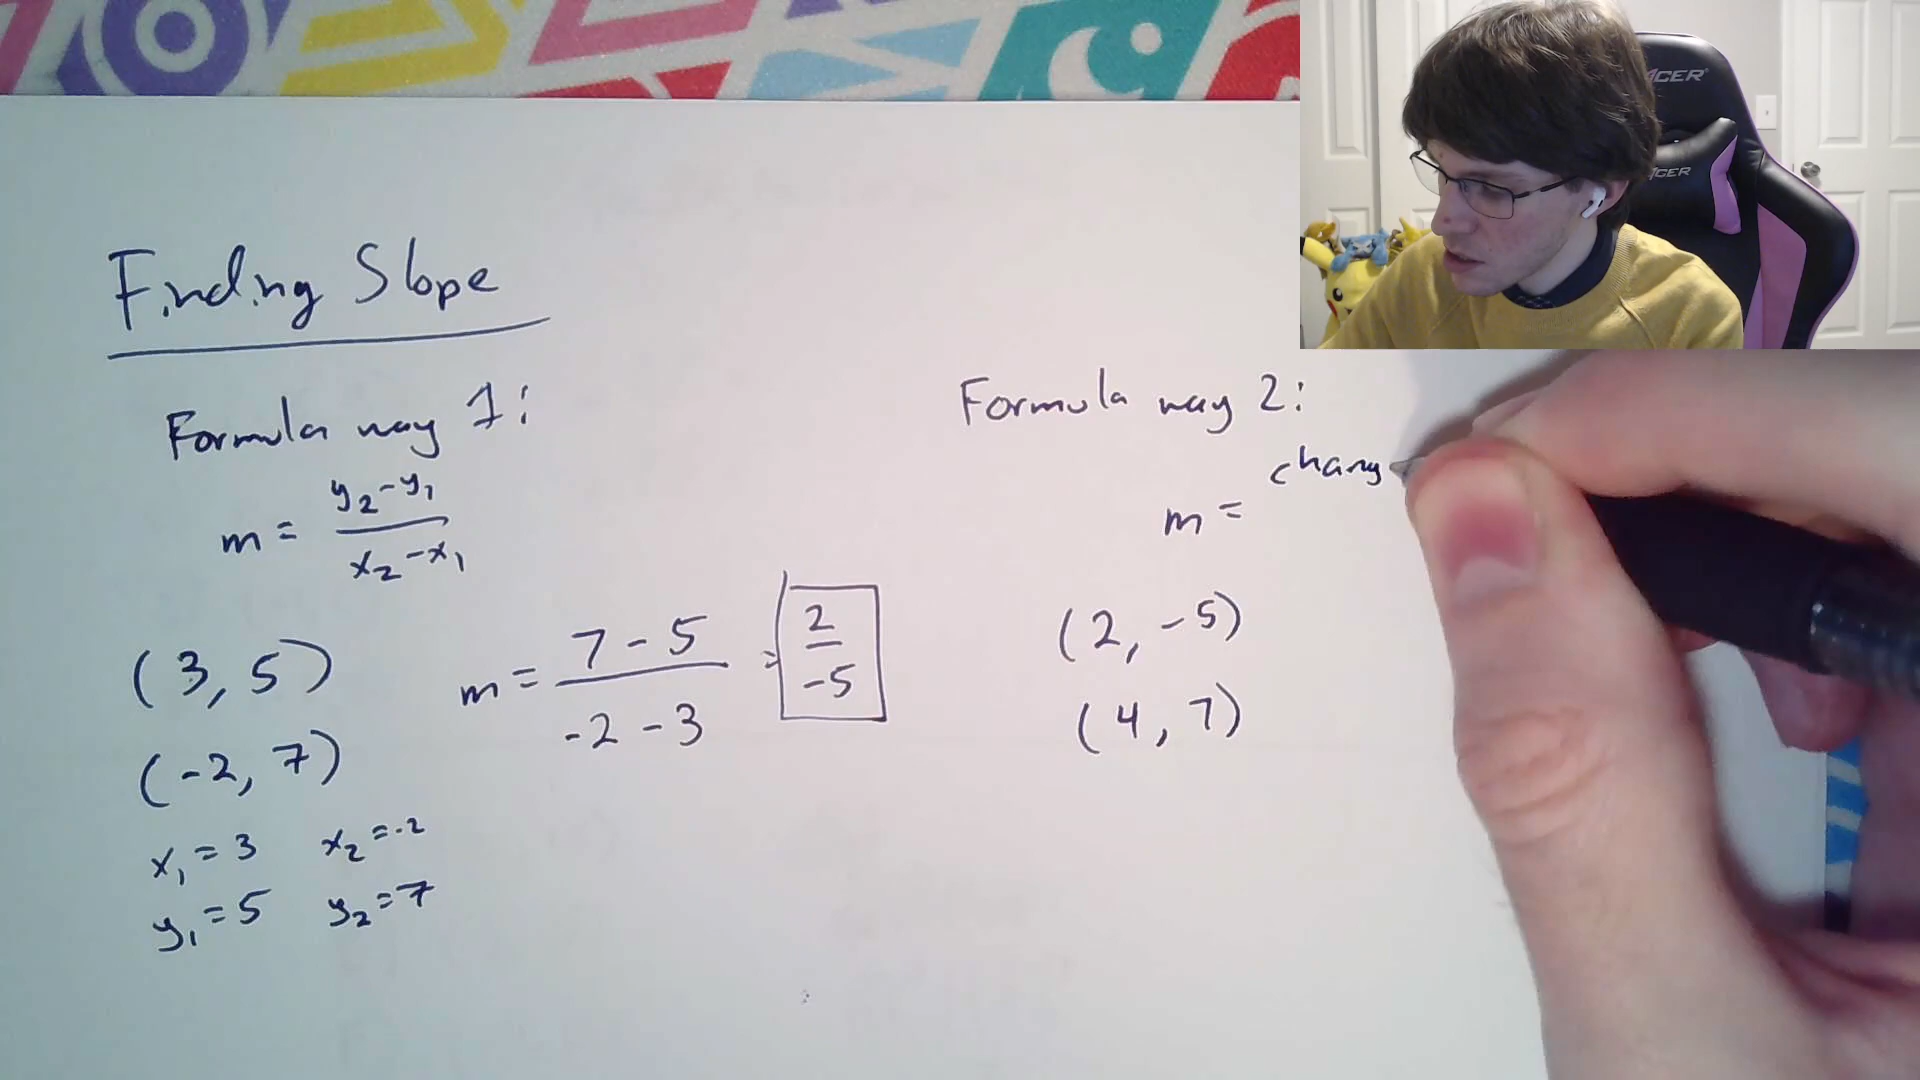 Finding Slope
Formula way 1:
m = y₂-y₁ / x₂-x₁
(3, 5)
(-2, 7)
x₁ = 3 x₂ = -2
y₁ = 5 y₂ = 7
m = 7 - 5 / -2 - 3 = 2 / -5
Formula way 2:
chang
m =
(2, -5)
(4, 7)
ACER
ACER